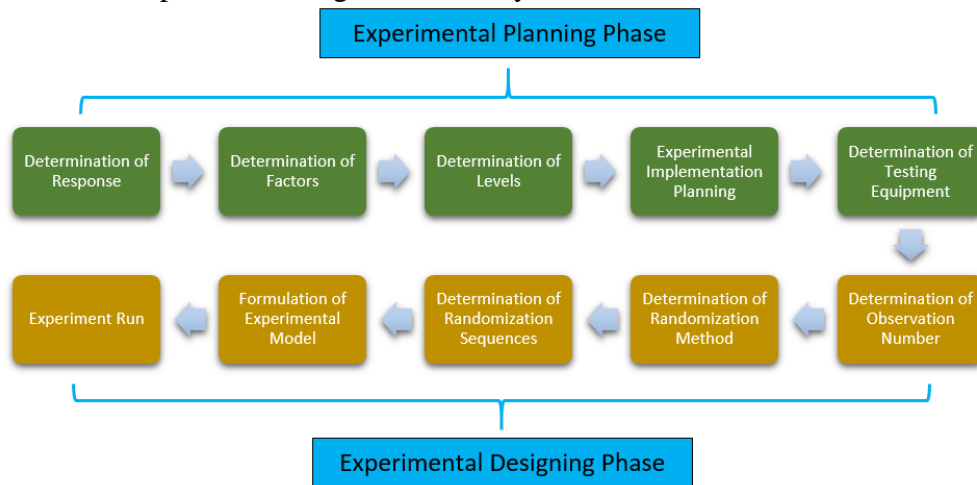 Experimental Planning Phase
Determination of
Response
Determination of
Factors
Determination of
Levels
Experimental
Implementation
Planning
Determination of
Testing
Equipment
Experiment Run
Formulation of
Experimental
Model
Determination of
Randomization
Sequences
Determination of
Randomization
Method
Determination of
Observation
Number
Experimental Designing Phase